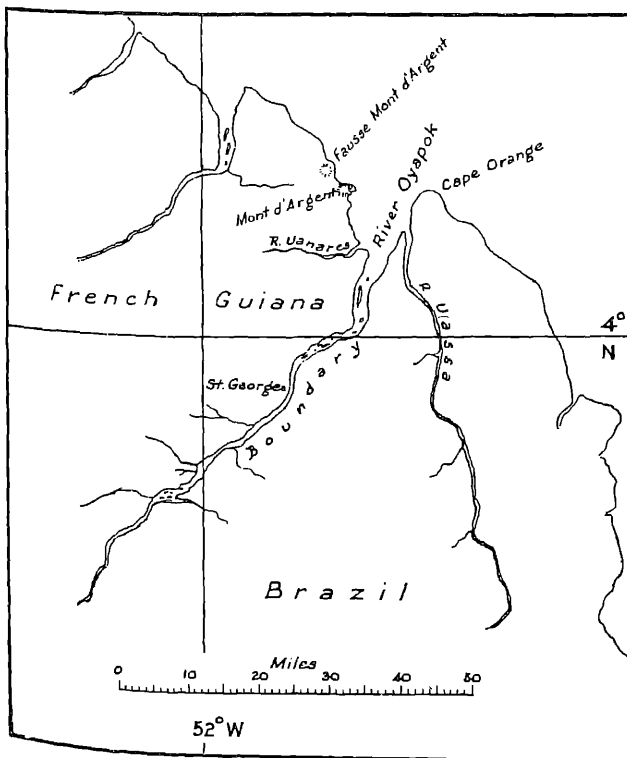 Fausse Mont d'Argent
Mont d'Argent
River Oyapok
Cape Orange
R. Uanares
French Guiana
R. Uassa
4°
N
St. Georges
Boundary
Brazil
Miles
0 10 20 30 40 50
52°W